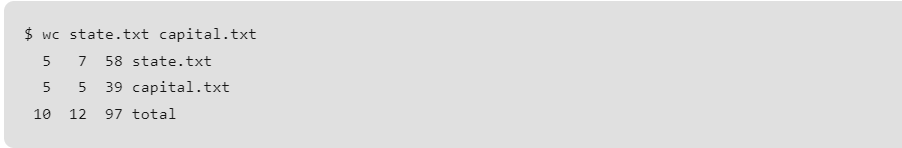 $ wc state.txt capital.txt
5 7 58 state.txt
5 5 39 capital.txt
10 12 97 total